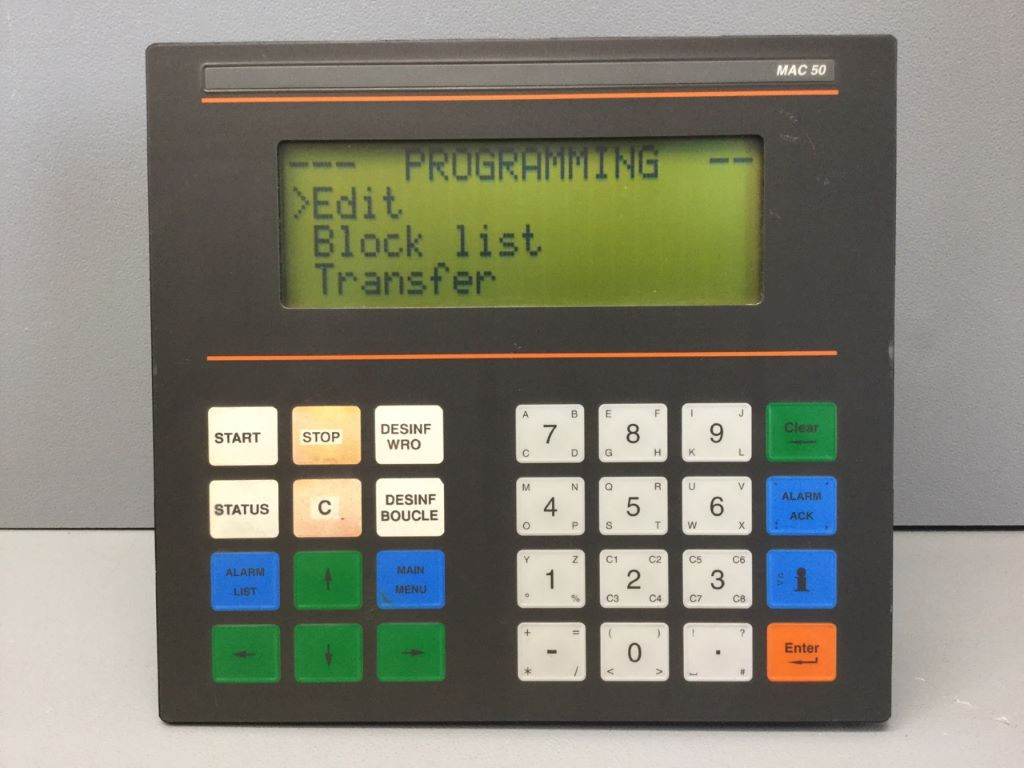 MAC 50
--- PROGRAMMING --
>Edit
Block list
Transfer
START
STOP
DESINF
WRO
A B
7
C D
E F
8
G H
I J
9
K L
Clear
STATUS
C
DESINF
BOUCLE
M N
4
O P
Q R
5
S T
U V
6
W X
ALARM
ACK
ALARM
LIST
MAIN
MENU
Y Z
1
° %
C1 C2
2
C3 C4
C5 C6
3
C7 C8
i
+ =
-
* /
( )
0
< >
! ?
.
⎵ #
Enter